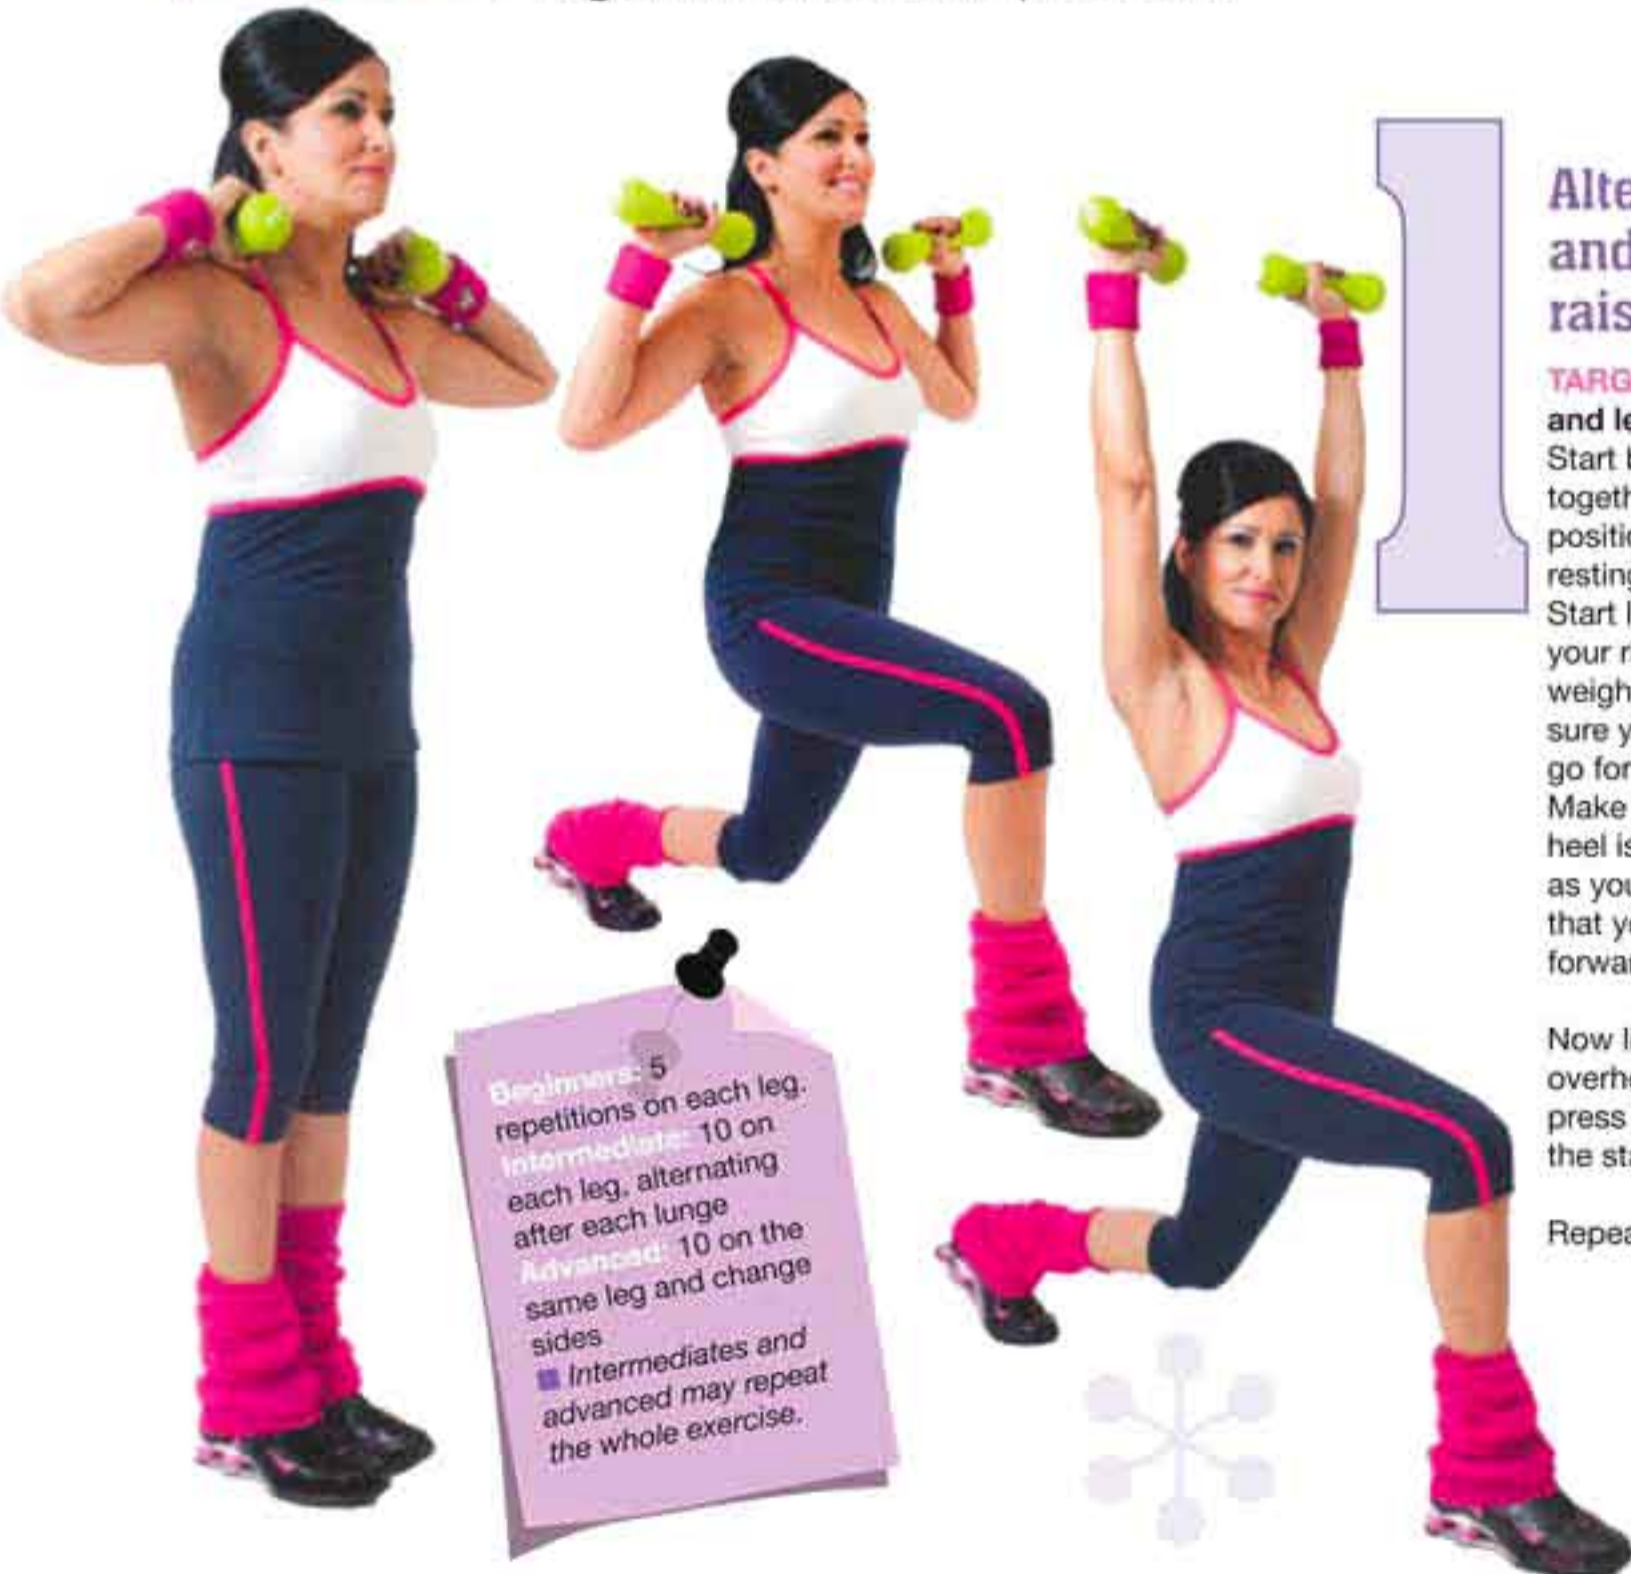 1
Alte
and
rais
TARG
and le
Start b
togeth
positio
resting
Start l
your r
weigh
sure y
go for
Make
heel is
as you
that yo
forwar
Now li
overhe
press
the sta
Repea
Beginners: 5
repetitions on each leg.
Intermediate: 10 on
each leg, alternating
after each lunge
Advanced: 10 on the
same leg and change
sides
■ Intermediates and
advanced may repeat
the whole exercise.